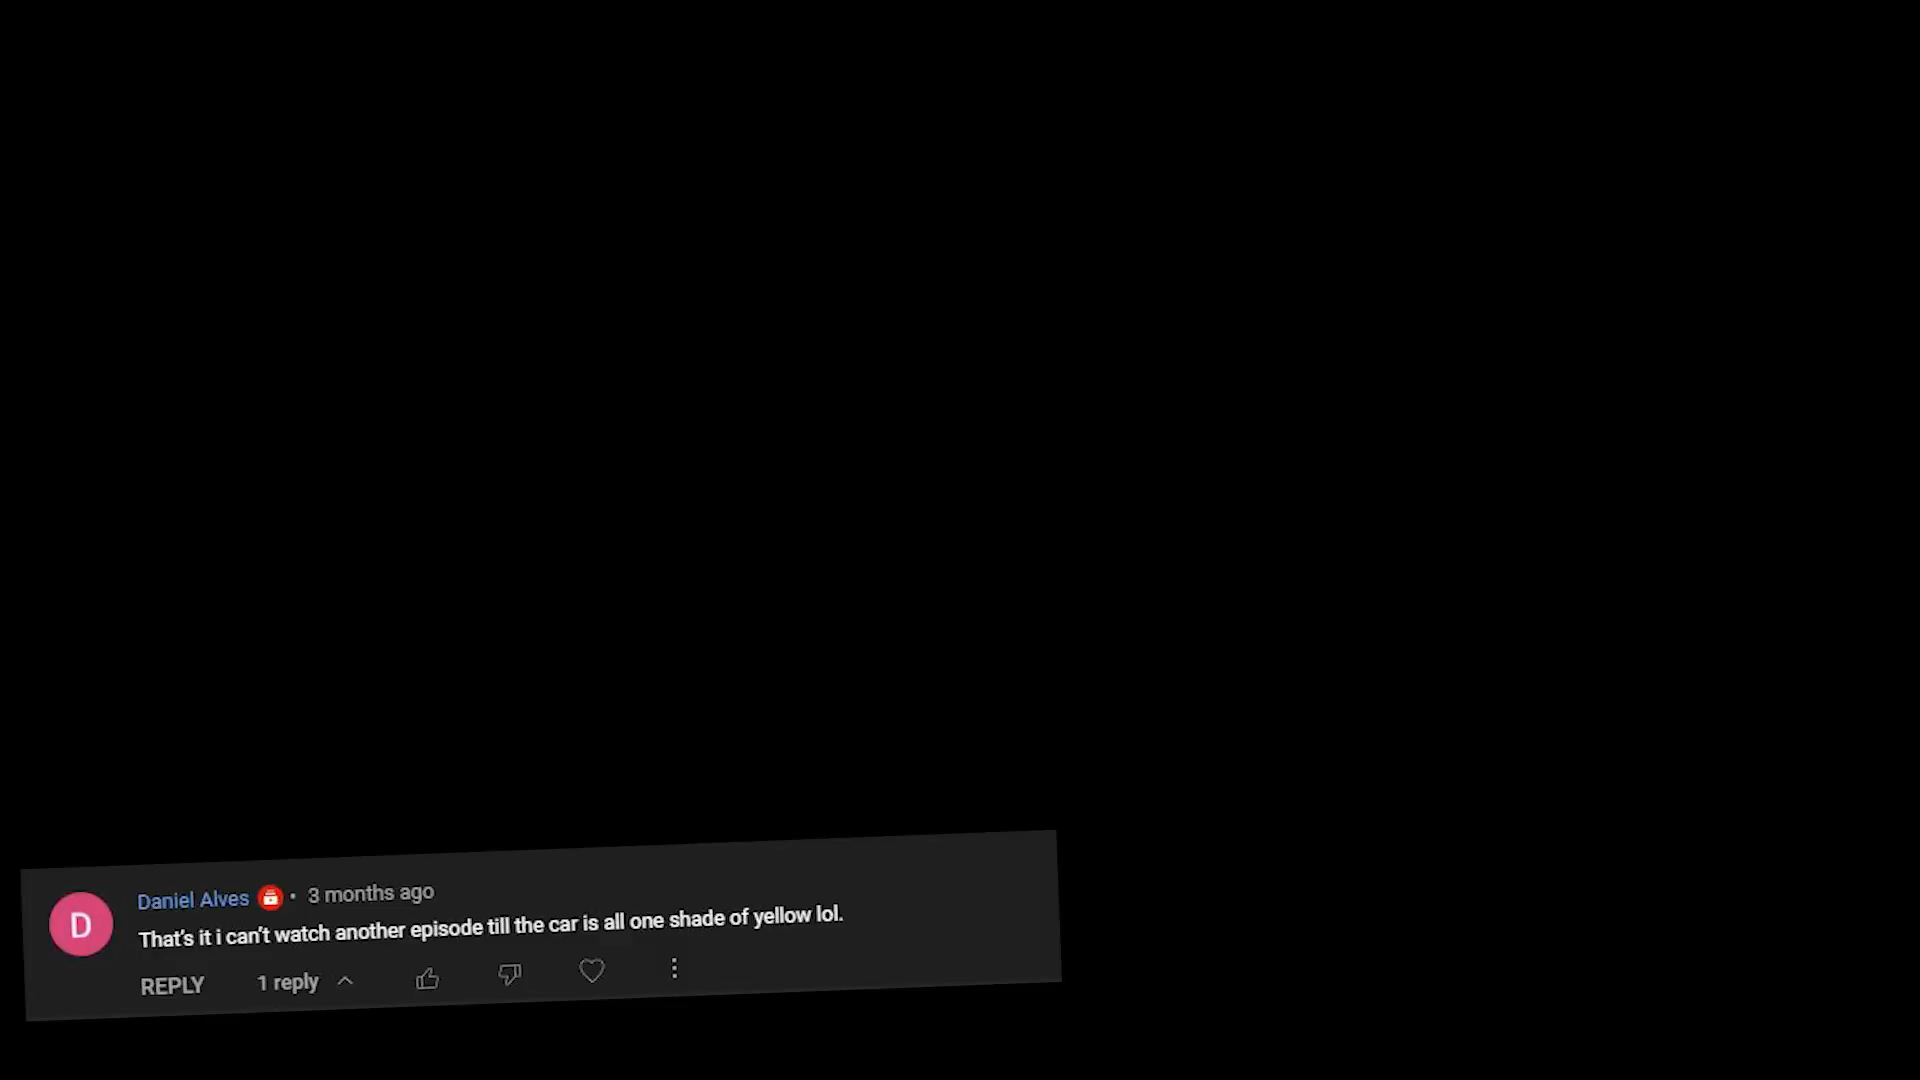 D
Daniel Alves • 3 months ago
That's it i can't watch another episode till the car is all one shade of yellow lol.
REPLY 1 reply